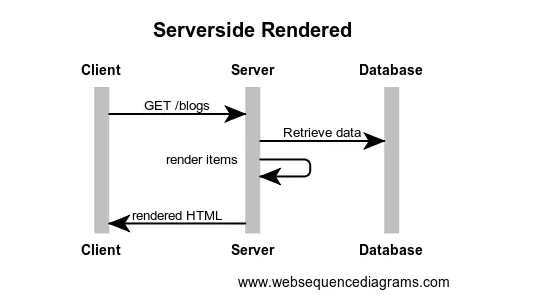 Serverside Rendered
Client Server Database
GET /blogs
Retrieve data
render items
rendered HTML
Client Server Database
www.websequencediagrams.com